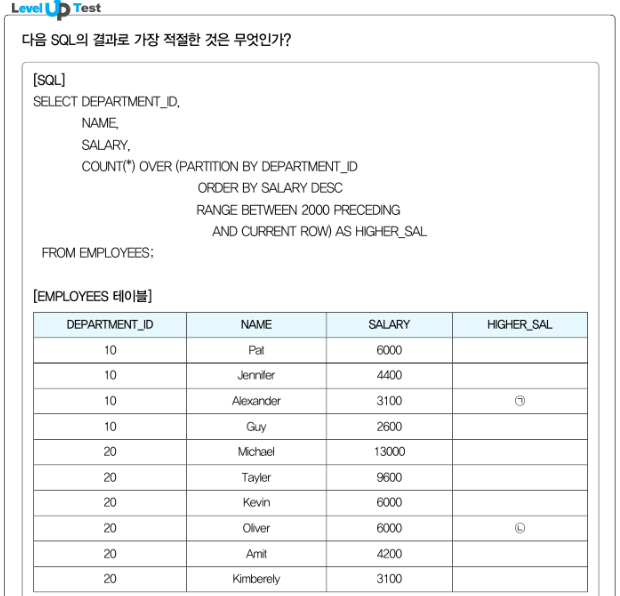 Level Up Test
다음 SQL의 결과로 가장 적절한 것은 무엇인가?
[SQL]
SELECT DEPARTMENT_ID,
NAME,
SALARY,
COUNT(*) OVER (PARTITION BY DEPARTMENT_ID
ORDER BY SALARY DESC
RANGE BETWEEN 2000 PRECEDING
AND CURRENT ROW) AS HIGHER_SAL
FROM EMPLOYEES;
[EMPLOYEES 테이블]
DEPARTMENT_ID NAME SALARY HIGHER_SAL
10 Pat 6000
10 Jennifer 4400
10 Alexander 3100 ㉠
10 Guy 2600
20 Michael 13000
20 Tayler 9600
20 Kevin 6000
20 Oliver 6000 ㉡
20 Amit 4200
20 Kimberely 3100